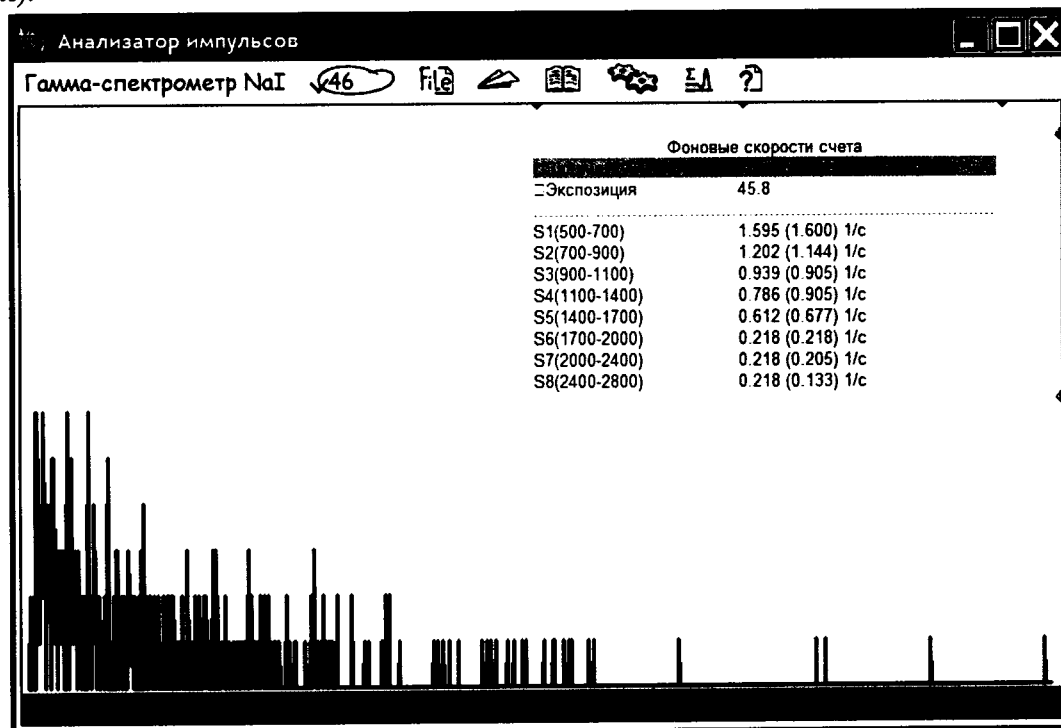 Анализатор импульсов
Гамма-спектрометр NaI 46 File Σ ?
Фоновые скорости счета
Экспозиция 45.8
S1(500-700) 1.595 (1.600) 1/с
S2(700-900) 1.202 (1.144) 1/с
S3(900-1100) 0.939 (0.905) 1/с
S4(1100-1400) 0.786 (0.905) 1/с
S5(1400-1700) 0.612 (0.677) 1/с
S6(1700-2000) 0.218 (0.218) 1/с
S7(2000-2400) 0.218 (0.205) 1/с
S8(2400-2800) 0.218 (0.133) 1/с